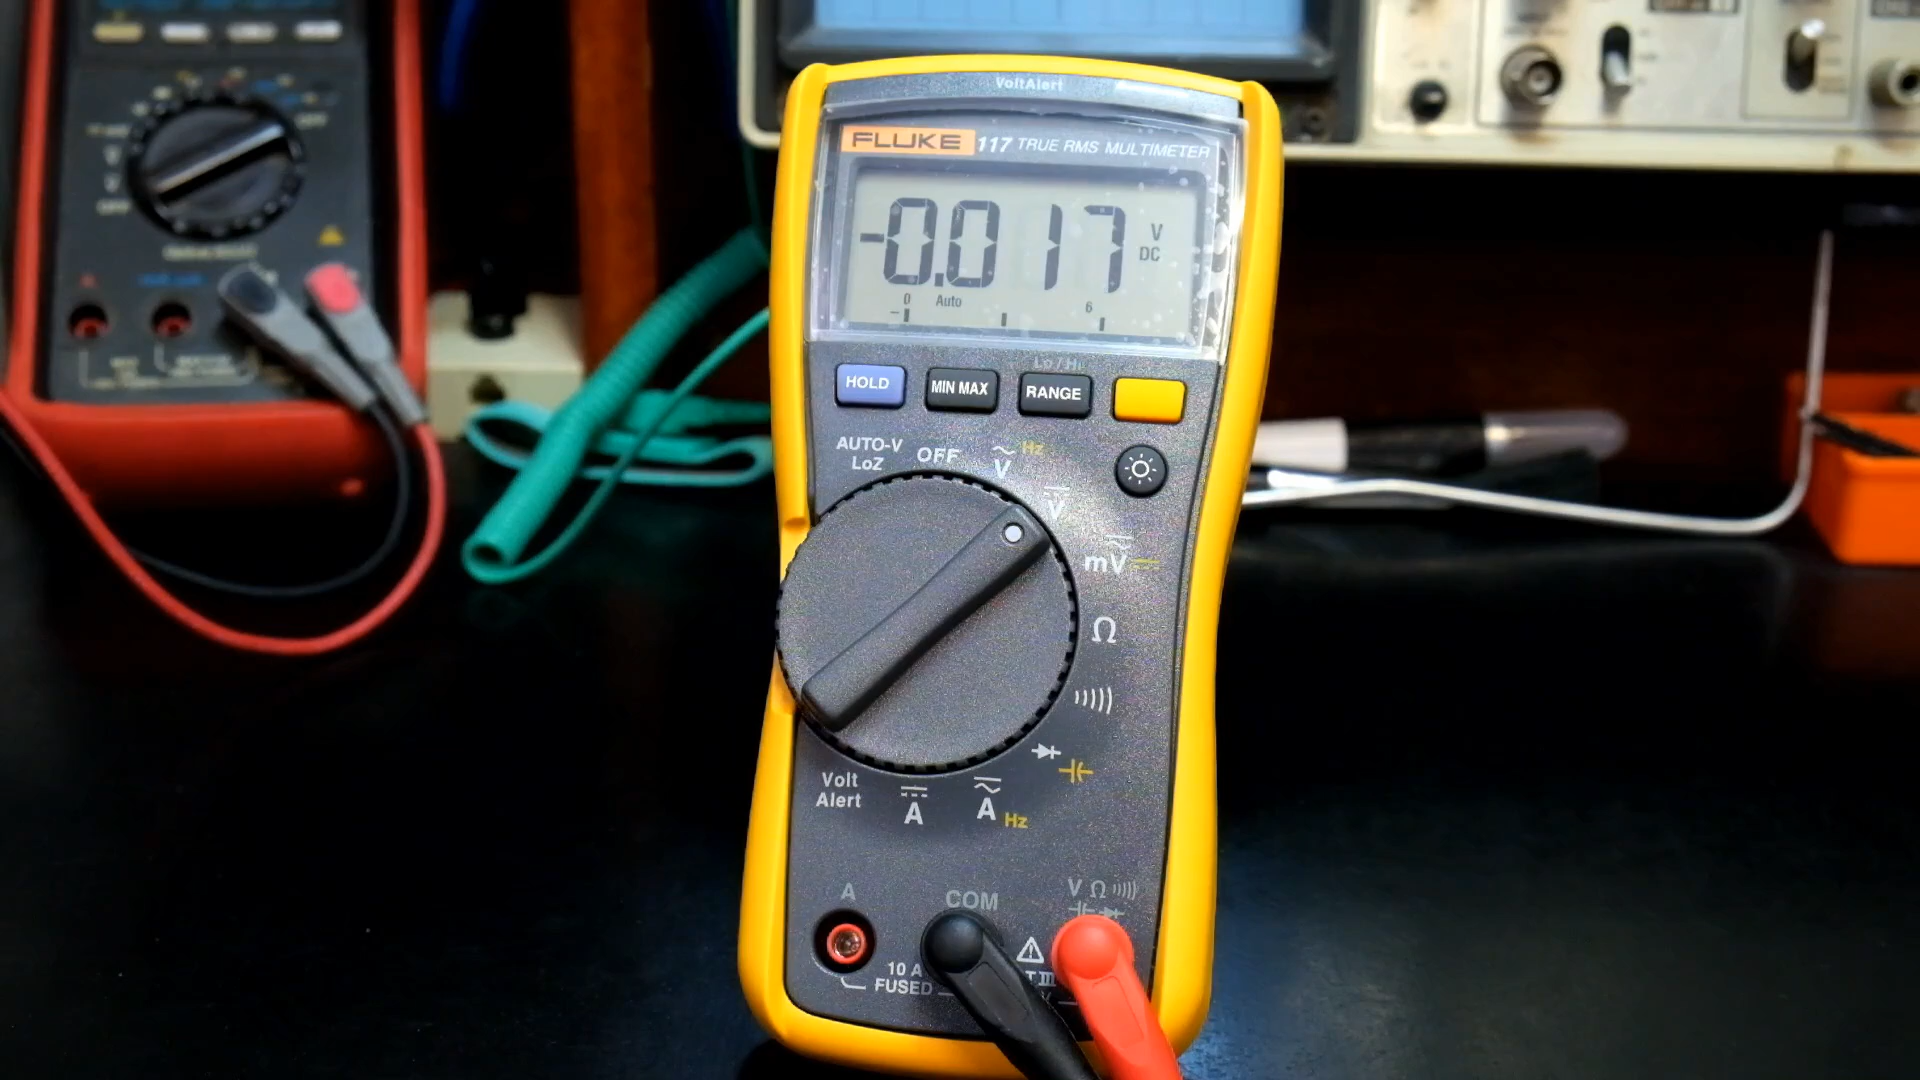 VoltAlert
FLUKE 117 TRUE RMS MULTIMETER
-0.017 V
DC
0 Auto 6
Lo / Hi
HOLD MIN MAX RANGE
AUTO-V
LoZ
OFF
V Hz
V
mV
Ω
A Hz
A
Volt
Alert
A COM V Ω
10 A
FUSED
OFF